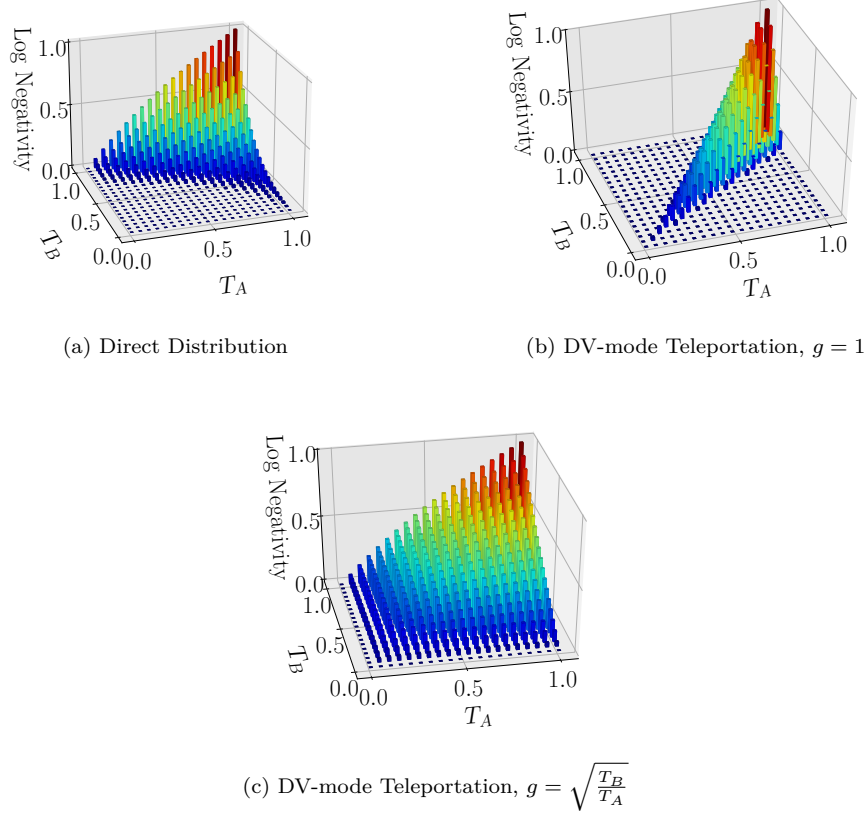 Log Negativity
1.0
0.5
0.0
1.0
0.5
0.0
0.0
0.5
1.0
T_B
T_A
(a) Direct Distribution
Log Negativity
1.0
0.5
0.0
1.0
0.5
0.0
0.0
0.5
1.0
T_B
T_A
(b) DV-mode Teleportation, g = 1
Log Negativity
1.0
0.5
0.0
1.0
0.5
0.0
0.0
0.5
1.0
T_B
T_A
(c) DV-mode Teleportation, g = √(T_B/T_A)